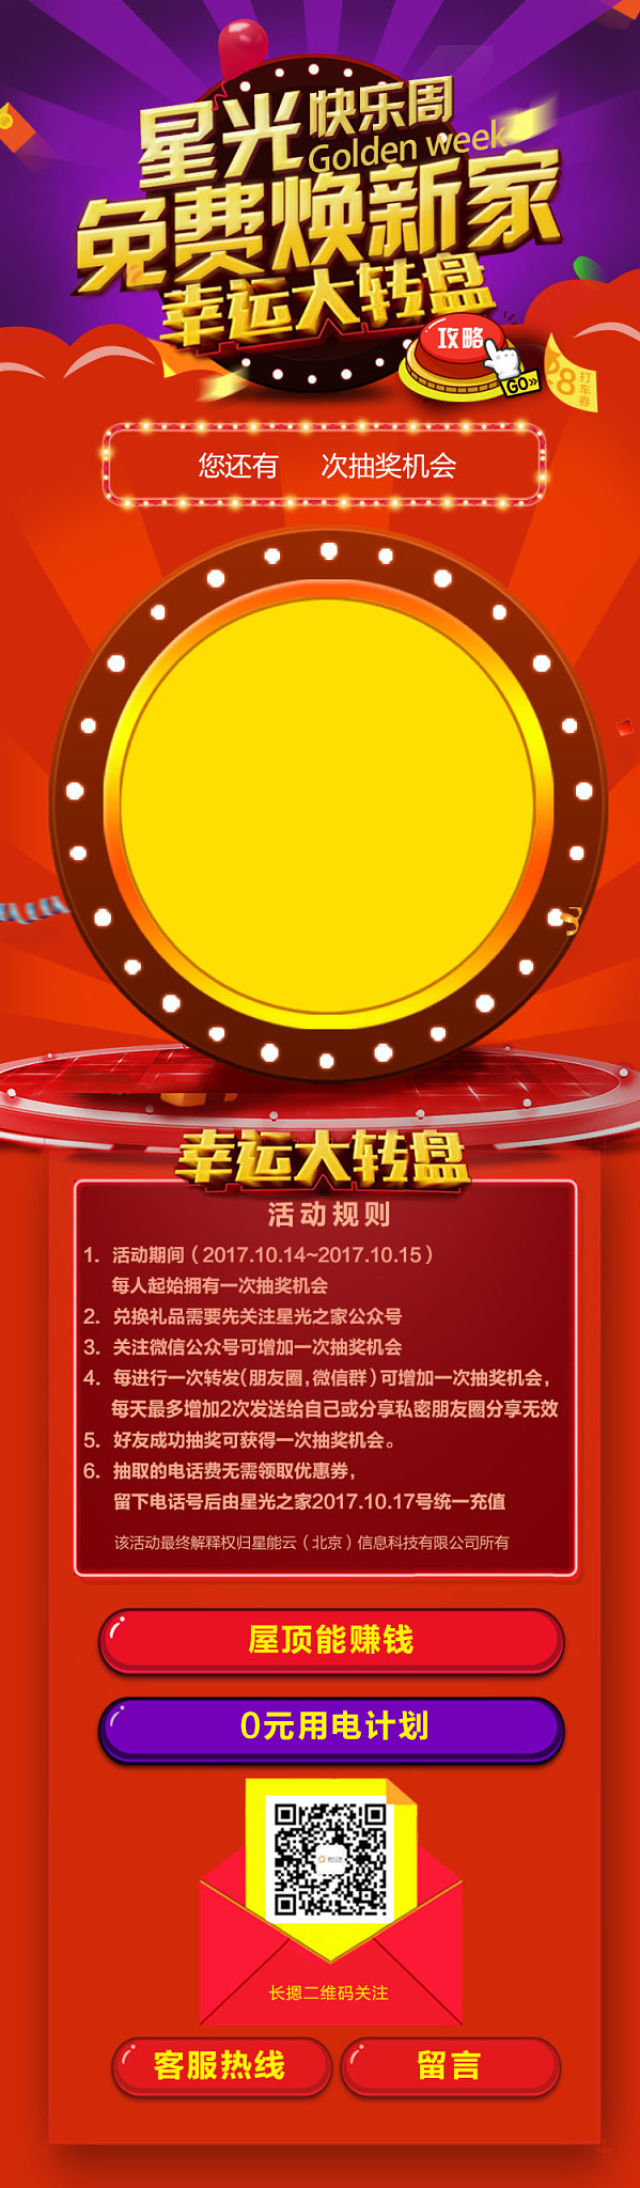 星光快乐周
Golden week
免费焕新家
幸运大转盘
攻略
GO»
68
打车券
您还有 次抽奖机会
幸运大转盘
活动规则
1. 活动期间（2017.10.14~2017.10.15）
每人起始拥有一次抽奖机会
2. 兑换礼品需要先关注星光之家公众号
3. 关注微信公众号可增加一次抽奖机会
4. 每进行一次转发(朋友圈,微信群)可增加一次抽奖机会，
每天最多增加2次发送给自己或分享私密朋友圈分享无效
5. 好友成功抽奖可获得一次抽奖机会。
6. 抽取的电话费无需领取优惠券，
留下电话号后由星光之家2017.10.17号统一充值
该活动最终解释权归星能云（北京）信息科技有限公司所有
屋顶能赚钱
0元用电计划
长摁二维码关注
客服热线 留言